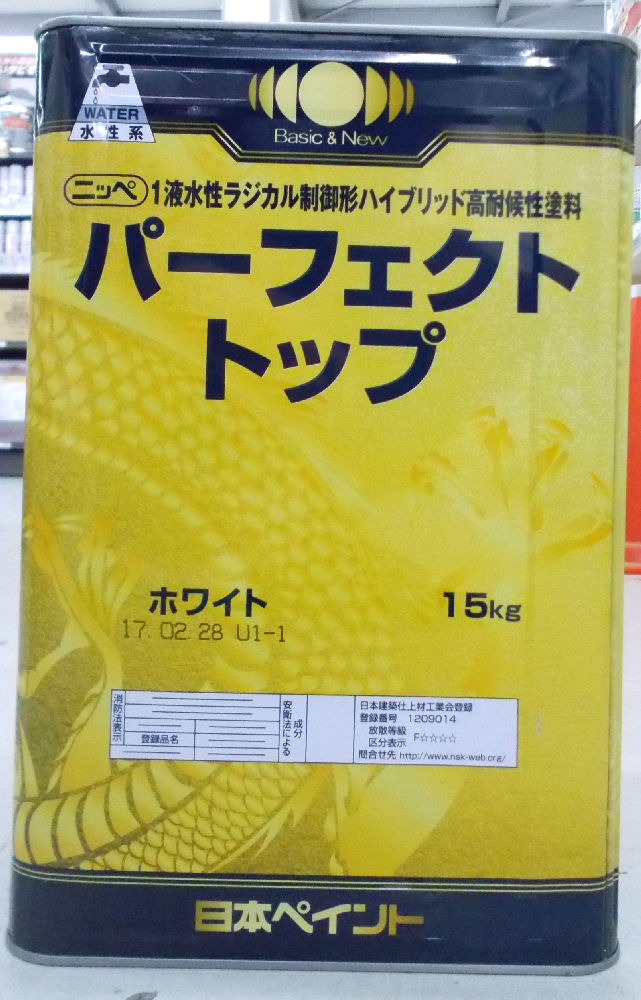 WATER
水性系
Basic & New
ニッペ 1液水性ラジカル制御形ハイブリッド高耐候性塗料
パーフェクト
トップ
ホワイト 15kg
17.02.28 U1-1
消防法表示
登録品名
安衛法による
成分
日本建築仕上材工業会登録
登録番号 1209014
放散等級
区分表示 F☆☆☆☆
問合せ先 http://www.nsk-web.org/
日本ペイント